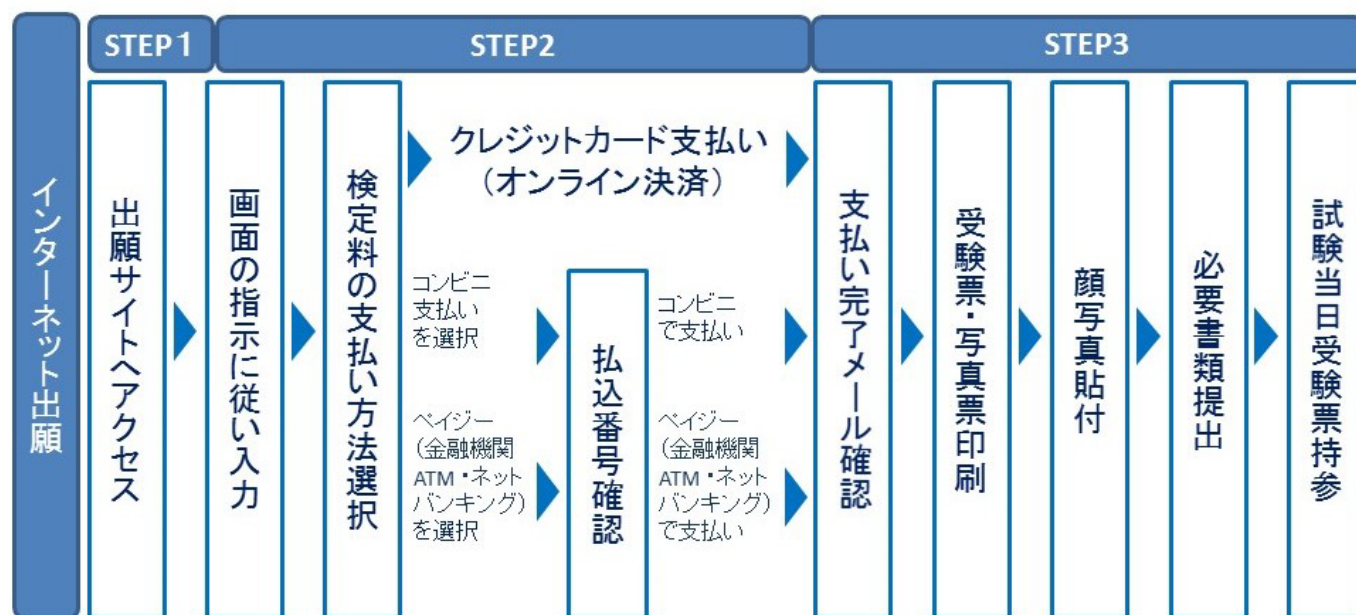 インターネット出願
STEP1
STEP2
STEP3
出願サイトへアクセス
画面の指示に従い入力
検定料の支払い方法選択
クレジットカード支払い
（オンライン決済）
コンビニ
支払い
を選択
ペイジー
（金融機関
ATM・ネット
バンキング）
を選択
払込番号確認
コンビニ
で支払い
ペイジー
（金融機関
ATM・ネット
バンキング）
で支払い
支払い完了メール確認
受験票・写真票印刷
顔写真貼付
必要書類提出
試験当日受験票持参